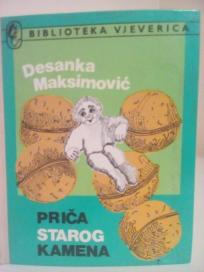 BIBLIOTEKA VJEVERICA
Desanka
Maksimović
PRIČA
STAROG
KAMENA